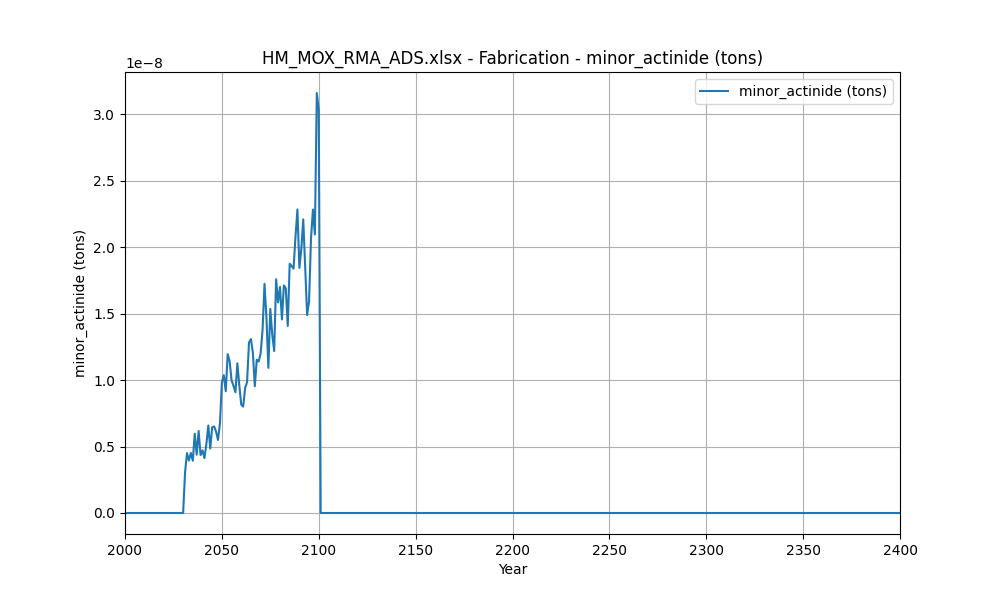 HM_MOX_RMA_ADS.xlsx - Fabrication - minor_actinide (tons)
1e−8
minor_actinide (tons)
3.0
2.5
2.0
1.5
1.0
0.5
0.0
minor_actinide (tons)
2000 2050 2100 2150 2200 2250 2300 2350 2400
Year